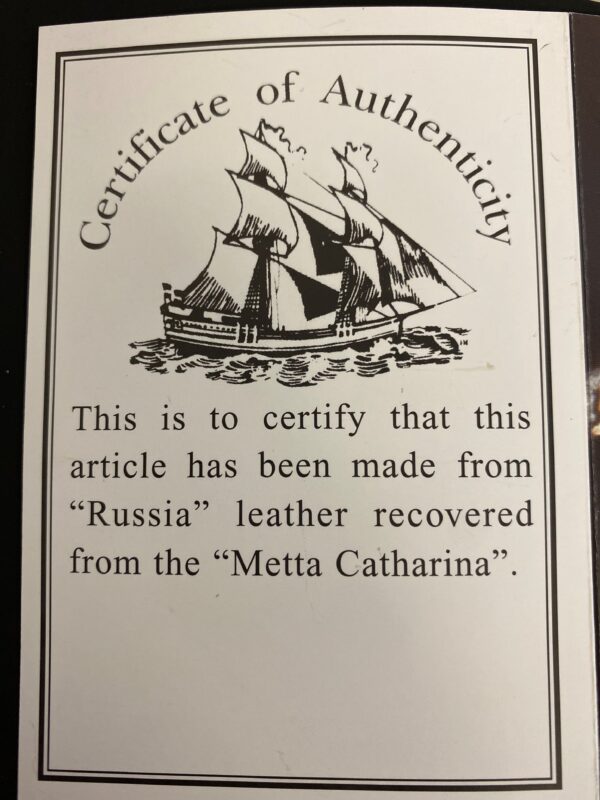 Certificate of Authenticity
This is to certify that this
article has been made from
“Russia” leather recovered
from the “Metta Catharina”.